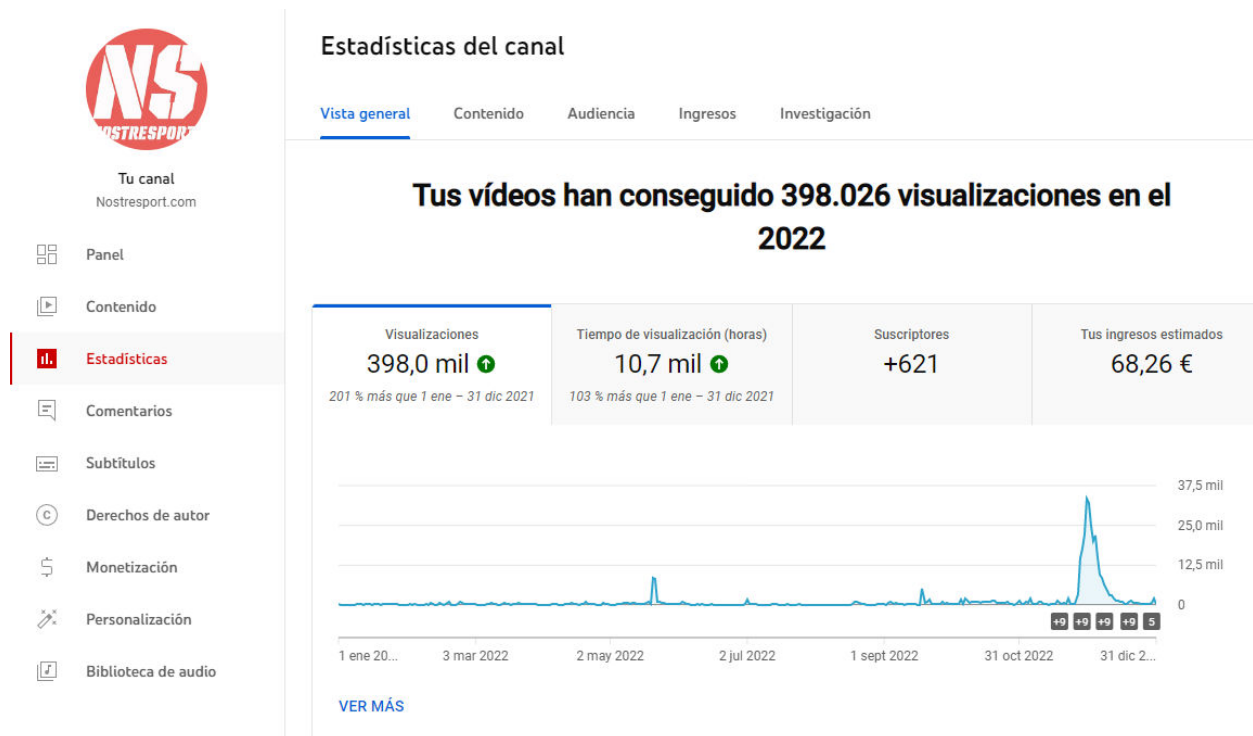 NS
NOSTRESPORT
Tu canal
Nostresport.com
Panel
Contenido
Estadísticas
Comentarios
Subtítulos
Derechos de autor
Monetización
Personalización
Biblioteca de audio
Estadísticas del canal
Vista general
Contenido
Audiencia
Ingresos
Investigación
Tus vídeos han conseguido 398.026 visualizaciones en el
2022
Visualizaciones
398,0 mil
201 % más que 1 ene – 31 dic 2021
Tiempo de visualización (horas)
10,7 mil
103 % más que 1 ene – 31 dic 2021
Suscriptores
+621
Tus ingresos estimados
68,26 €
37,5 mil
25,0 mil
12,5 mil
0
+9 +9 +9 +9 5
1 ene 20... 3 mar 2022 2 may 2022 2 jul 2022 1 sept 2022 31 oct 2022 31 dic 2...
VER MÁS